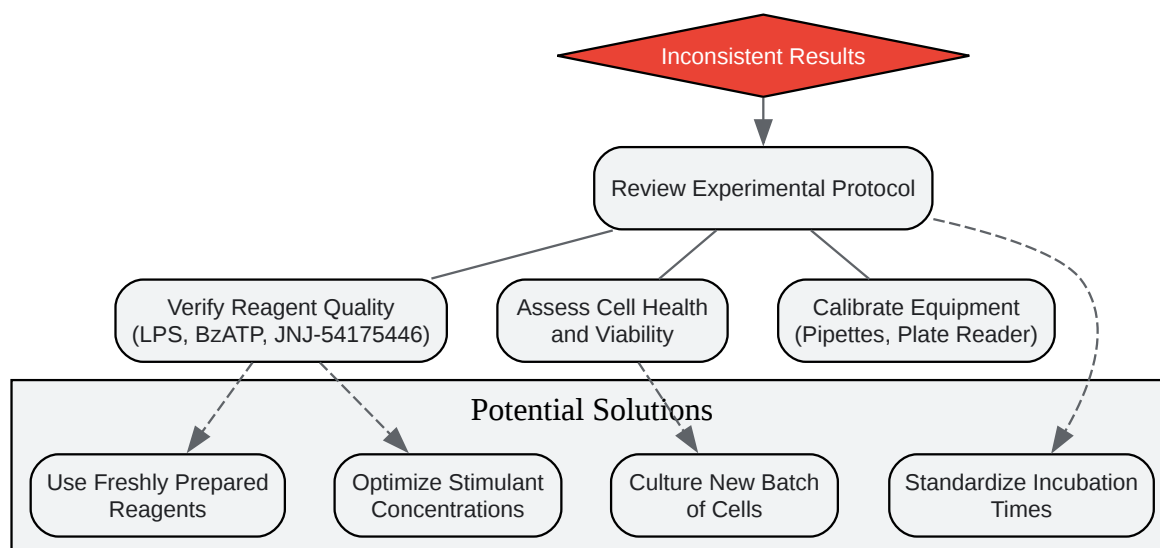 Inconsistent Results
Review Experimental Protocol
Verify Reagent Quality
(LPS, BzATP, JNJ-54175446)
Assess Cell Health
and Viability
Calibrate Equipment
(Pipettes, Plate Reader)
Potential Solutions
Use Freshly Prepared
Reagents
Optimize Stimulant
Concentrations
Culture New Batch
of Cells
Standardize Incubation
Times